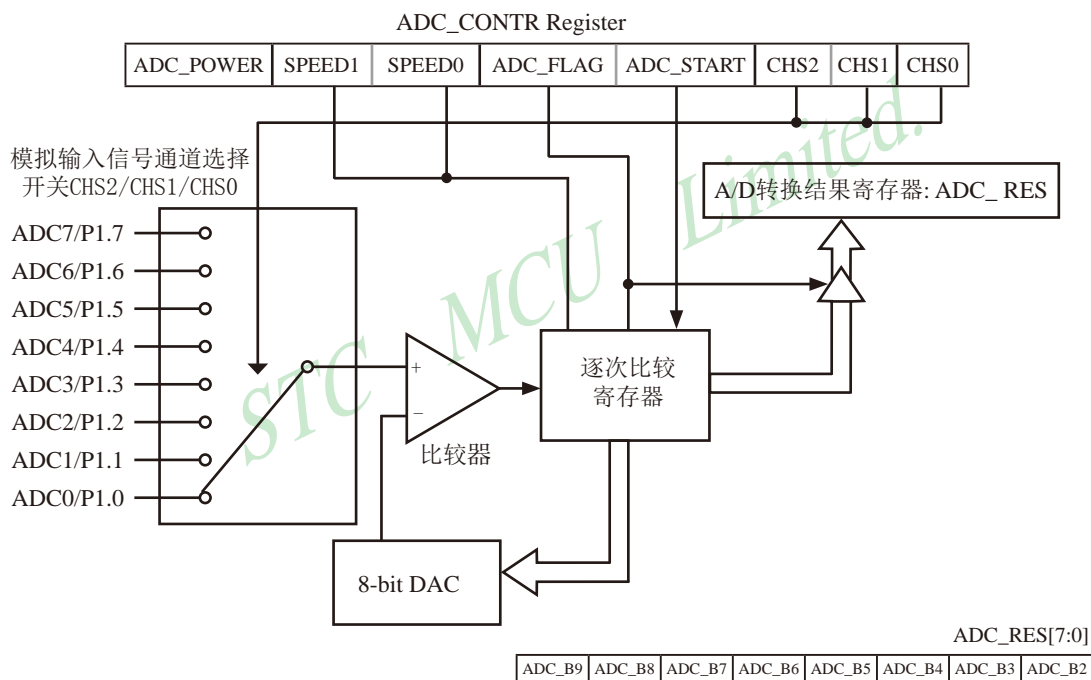 ADC_CONTR Register
ADC_POWER SPEED1 SPEED0 ADC_FLAG ADC_START CHS2 CHS1 CHS0
模拟输入信号通道选择
开关CHS2/CHS1/CHS0
A/D转换结果寄存器: ADC_ RES
ADC7/P1.7
ADC6/P1.6
ADC5/P1.5
ADC4/P1.4
ADC3/P1.3
ADC2/P1.2
ADC1/P1.1
ADC0/P1.0
+
−
比较器
逐次比较
寄存器
8-bit DAC
STC MCU Limited.
ADC_RES[7:0]
ADC_B9 ADC_B8 ADC_B7 ADC_B6 ADC_B5 ADC_B4 ADC_B3 ADC_B2